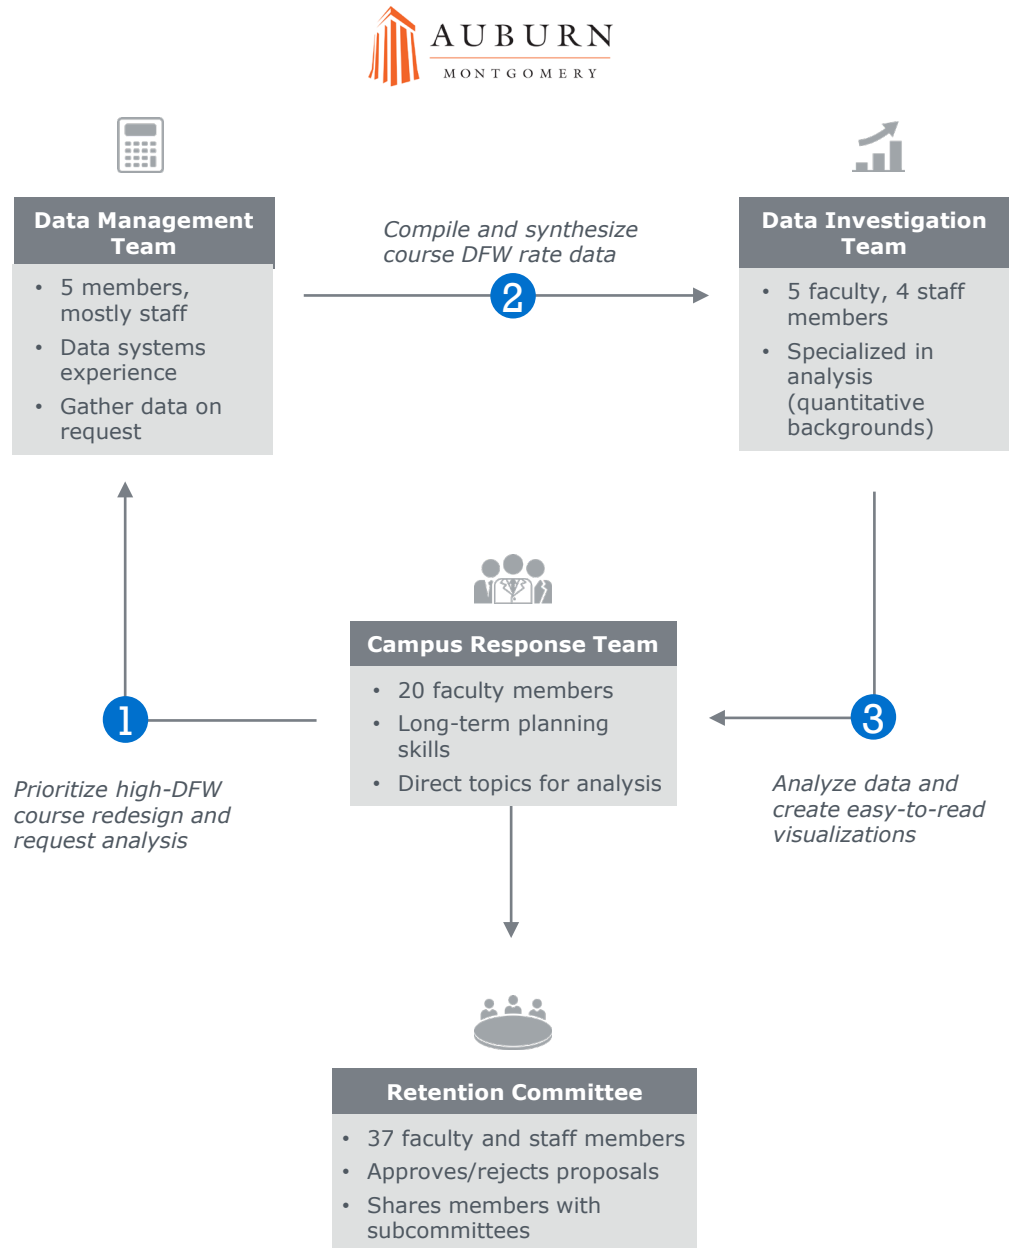 AUBURN
MONTGOMERY
Data Management
Team
• 5 members,
mostly staff
• Data systems
experience
• Gather data on
request
Compile and synthesize
course DFW rate data
2
Data Investigation
Team
• 5 faculty, 4 staff
members
• Specialized in
analysis
(quantitative
backgrounds)
1
Prioritize high-DFW
course redesign and
request analysis
Campus Response Team
• 20 faculty members
• Long-term planning
skills
• Direct topics for analysis
3
Analyze data and
create easy-to-read
visualizations
Retention Committee
• 37 faculty and staff members
• Approves/rejects proposals
• Shares members with
subcommittees